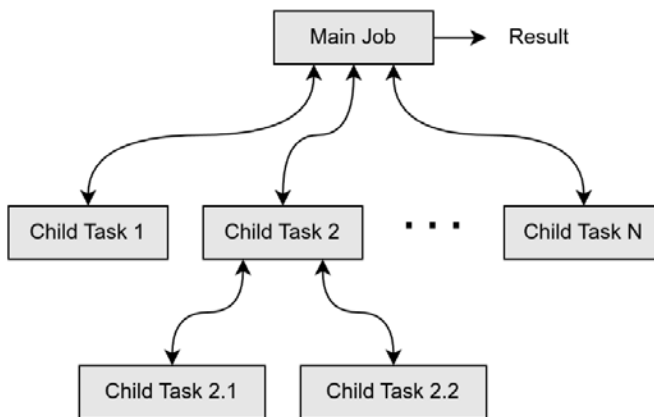 Main Job
Result
Child Task 1
Child Task 2
. . .
Child Task N
Child Task 2.1
Child Task 2.2